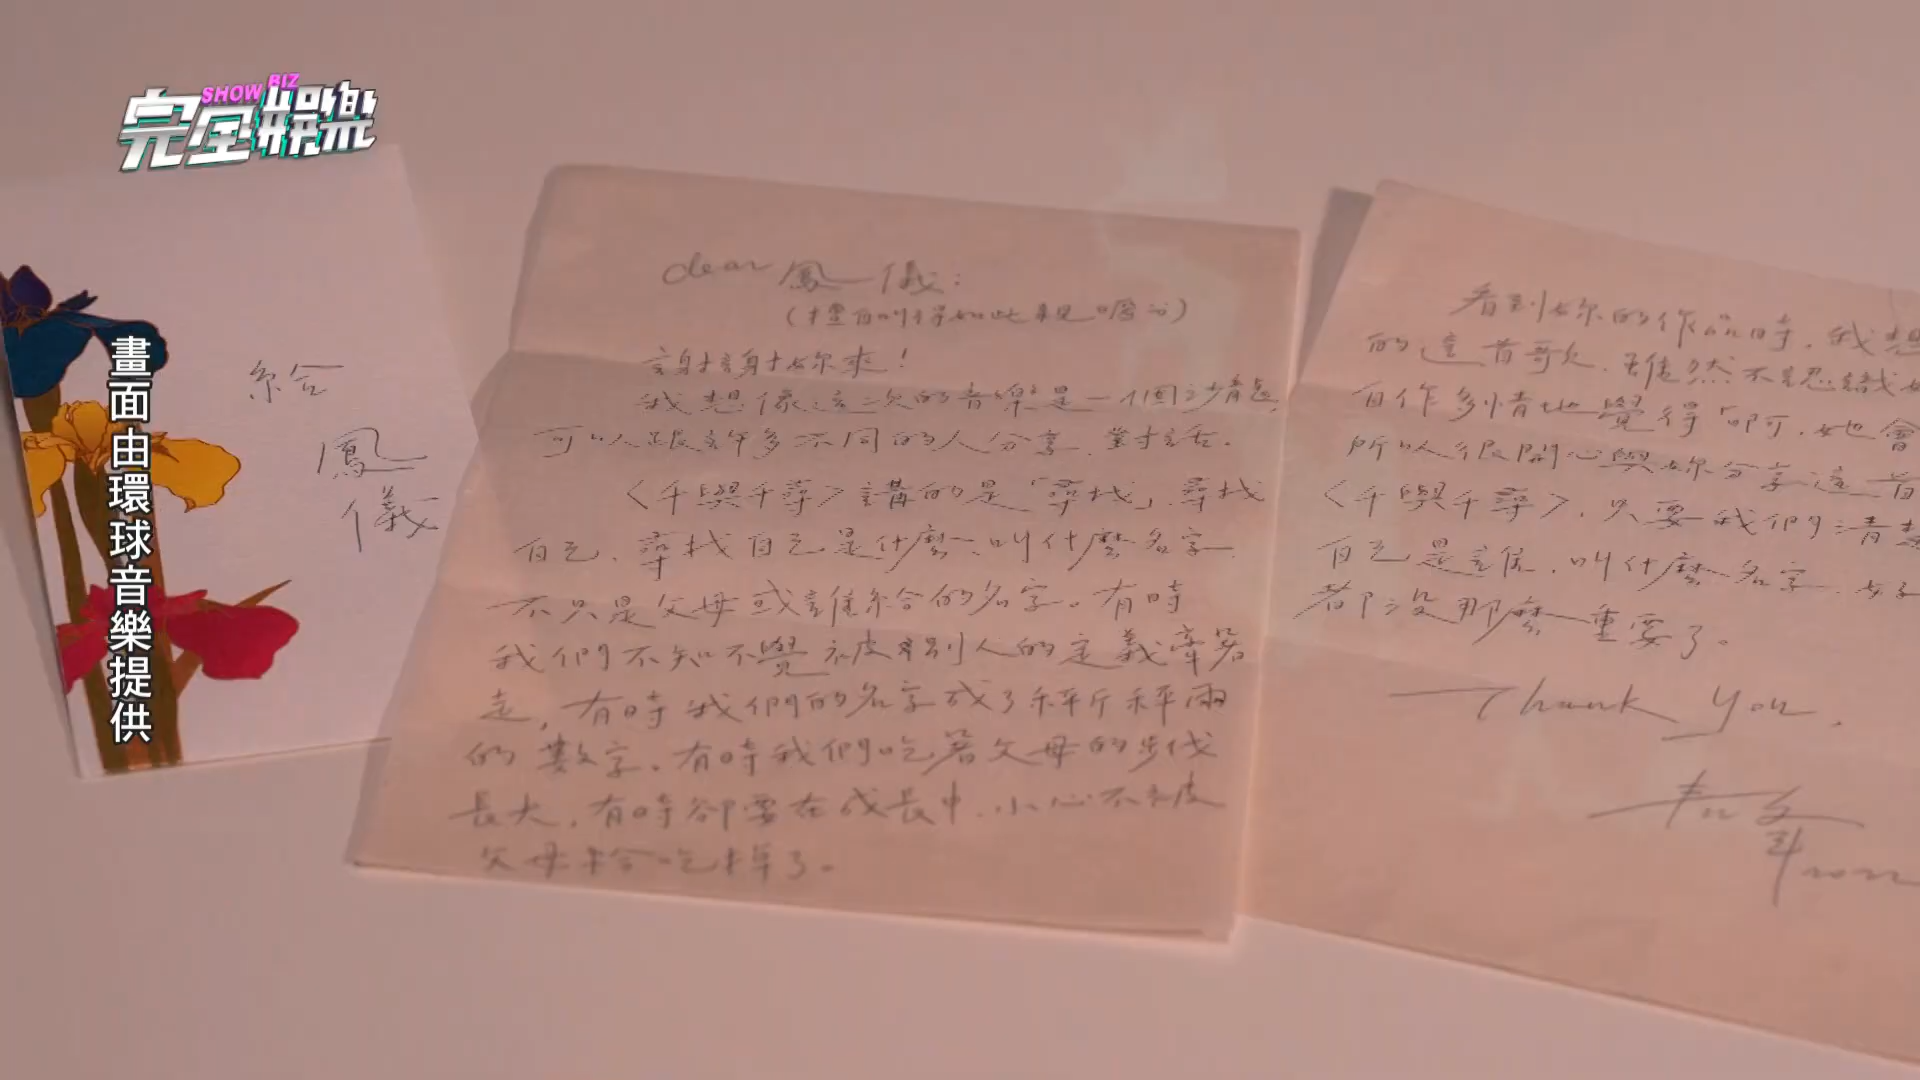 SHOW BIZ
完全娛樂
畫面由環球音樂提供
給
鳳儀
dear 鳳儀：
(擅自叫得如此親暱)
謝謝妳來！
我想像這次的音樂是一個沙龍，
可以跟許多不同的人分享、對話。
〈千與千尋〉講的是「尋找」，尋找
自己、尋找自己是什麼、叫什麼名字，
不只是父母或誰給的名字。有時
我們不知不覺被別人的定義牽著
走，有時我們的名字成了秤斤秤兩
的數字，有時我們吃著父母的步伐
長大，有時卻要在成長中，小心不被
父母給吃掉了。
看到妳的作品時，我想
的這首歌，雖然不認識
自作多情地覺得「啊，她會
所以很開心與妳分享這首
〈千與千尋〉，只要我們清楚
自己是誰，叫什麼名字，好
都沒那麼重要了。
Thank you,